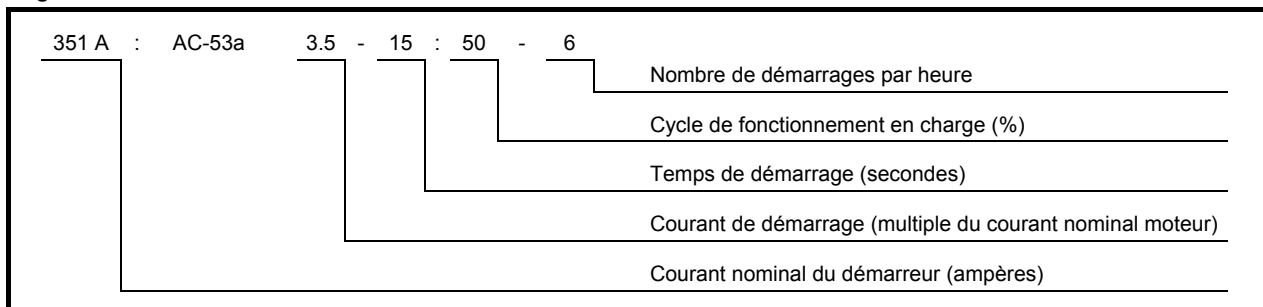 351 A : AC-53a 3.5 - 15 : 50 - 6
Nombre de démarrages par heure
Cycle de fonctionnement en charge (%)
Temps de démarrage (secondes)
Courant de démarrage (multiple du courant nominal moteur)
Courant nominal du démarreur (ampères)